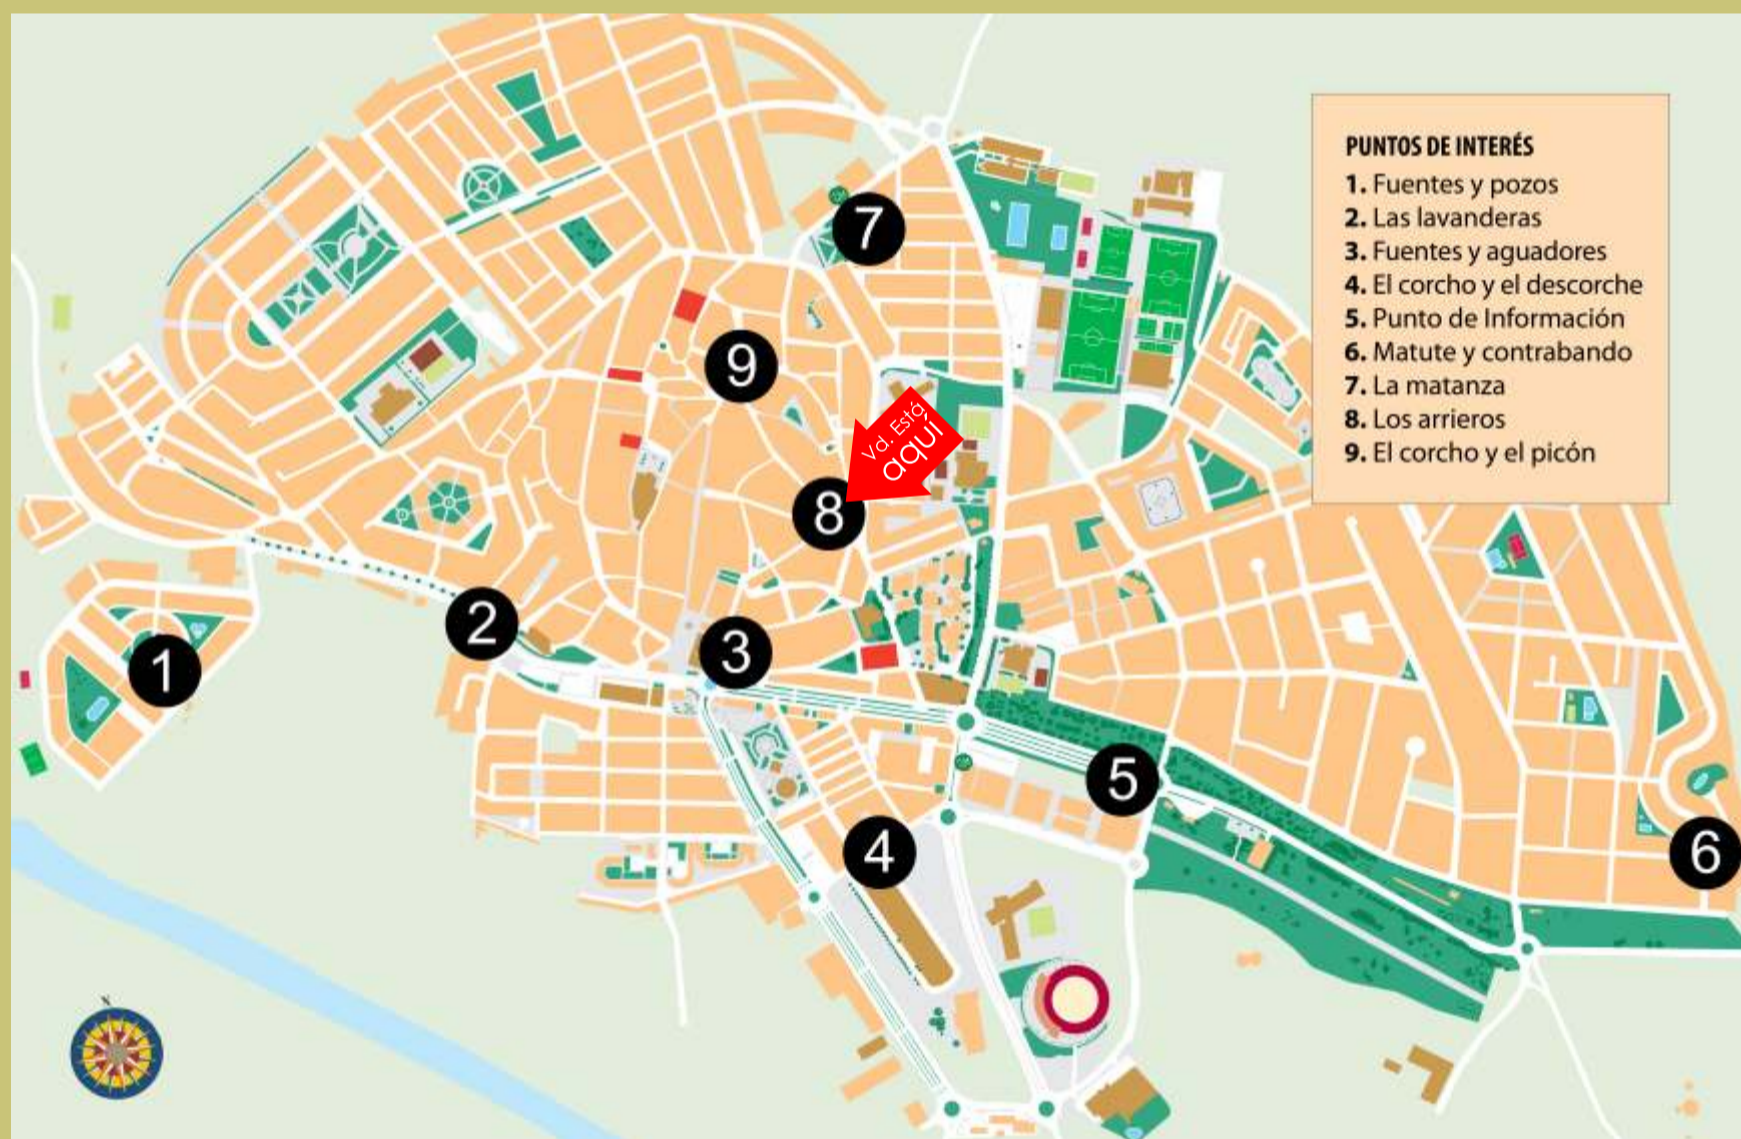 PUNTOS DE INTERÉS
1. Fuentes y pozos
2. Las lavanderas
3. Fuentes y aguadores
4. El corcho y el descorche
5. Punto de Información
6. Matute y contrabando
7. La matanza
8. Los arrieros
9. El corcho y el picón
7
9
Vd. Está
aquí
8
2
3
1
5
4
6
N